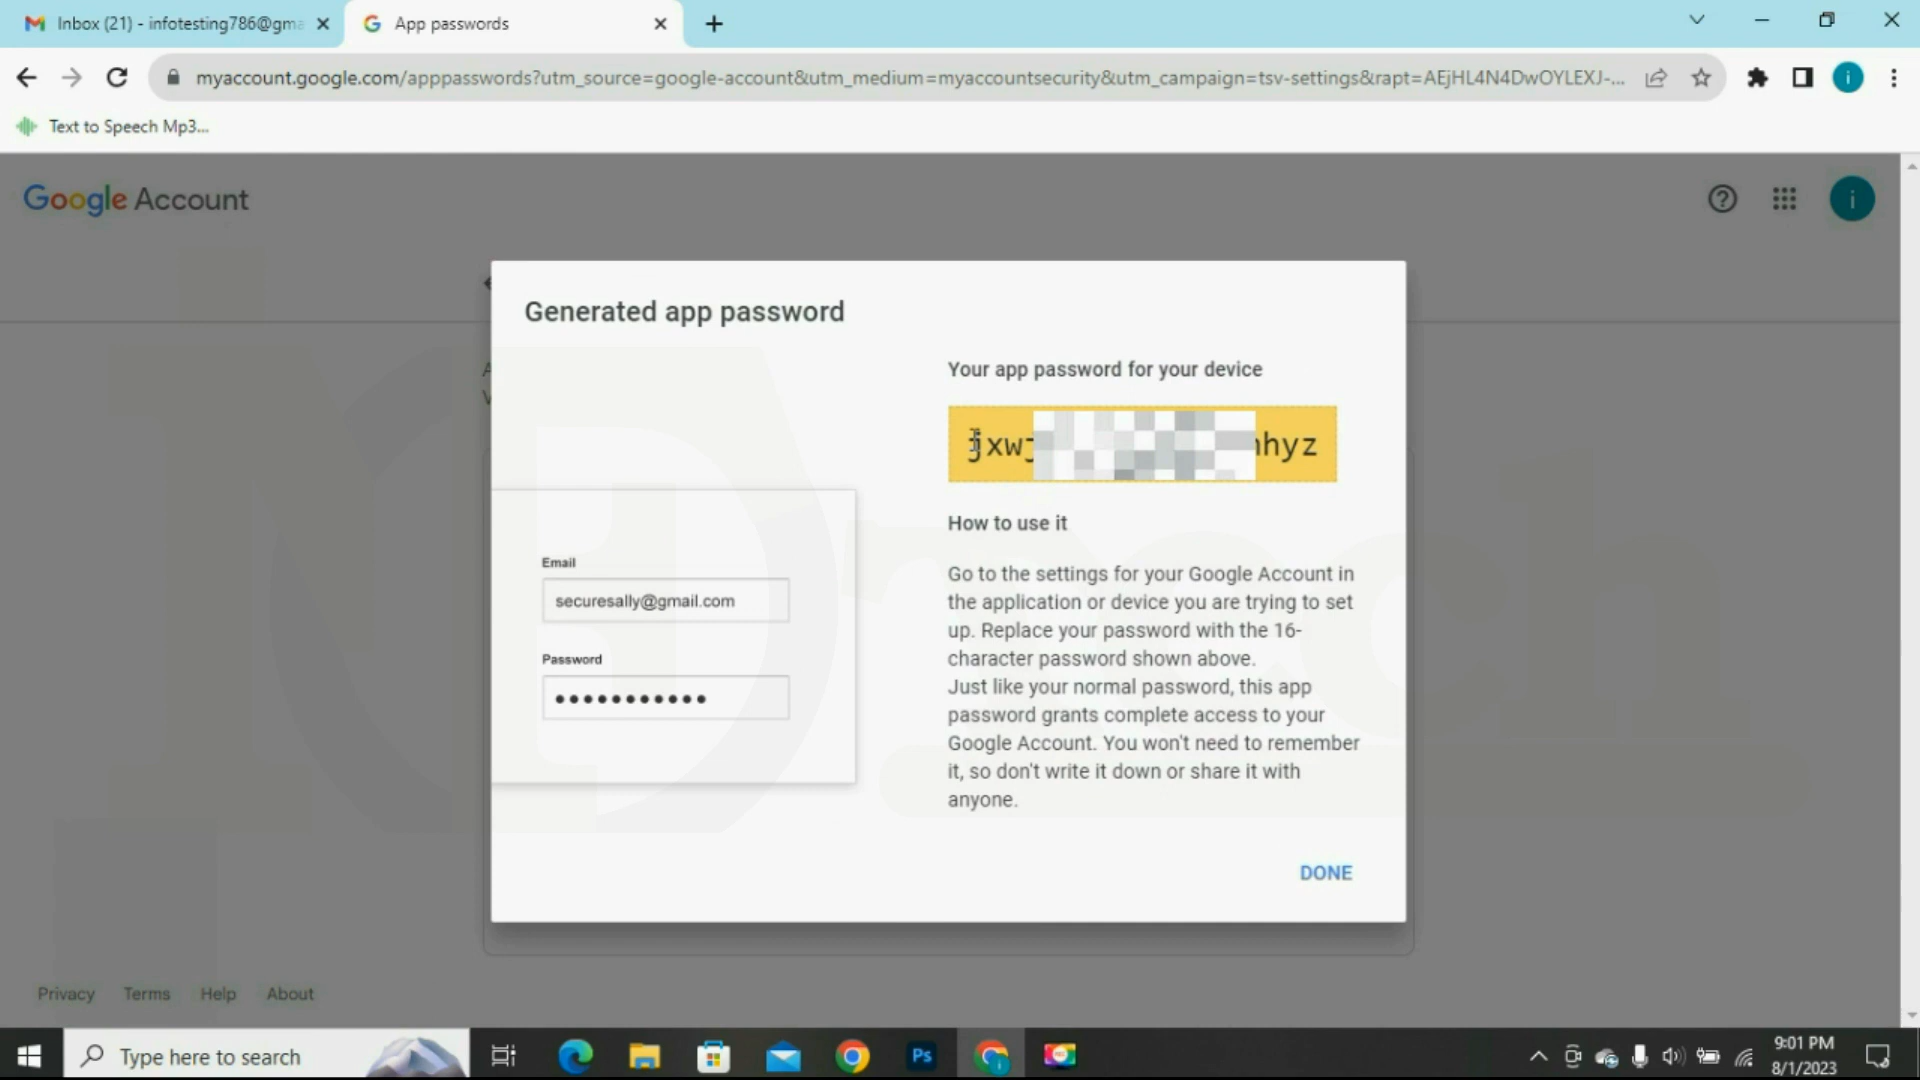 Inbox (21) - infotesting786@gma
App passwords
myaccount.google.com/apppasswords?utm_source=google-account&utm_medium=myaccountsecurity&utm_campaign=tsv-settings&rapt=AEjHL4N4DwOYLEXJ-...
i
Text to Speech Mp3...
Google Account
i
Generated app password
Your app password for your device
How to use it
Email
securesally@gmail.com
Password
Go to the settings for your Google Account in
the application or device you are trying to set
up. Replace your password with the 16-
character password shown above.
Just like your normal password, this app
password grants complete access to your
Google Account. You won't need to remember
it, so don't write it down or share it with
anyone.
DONE
Privacy Terms Help About
Type here to search
Ps
9:01 PM
8/1/2023